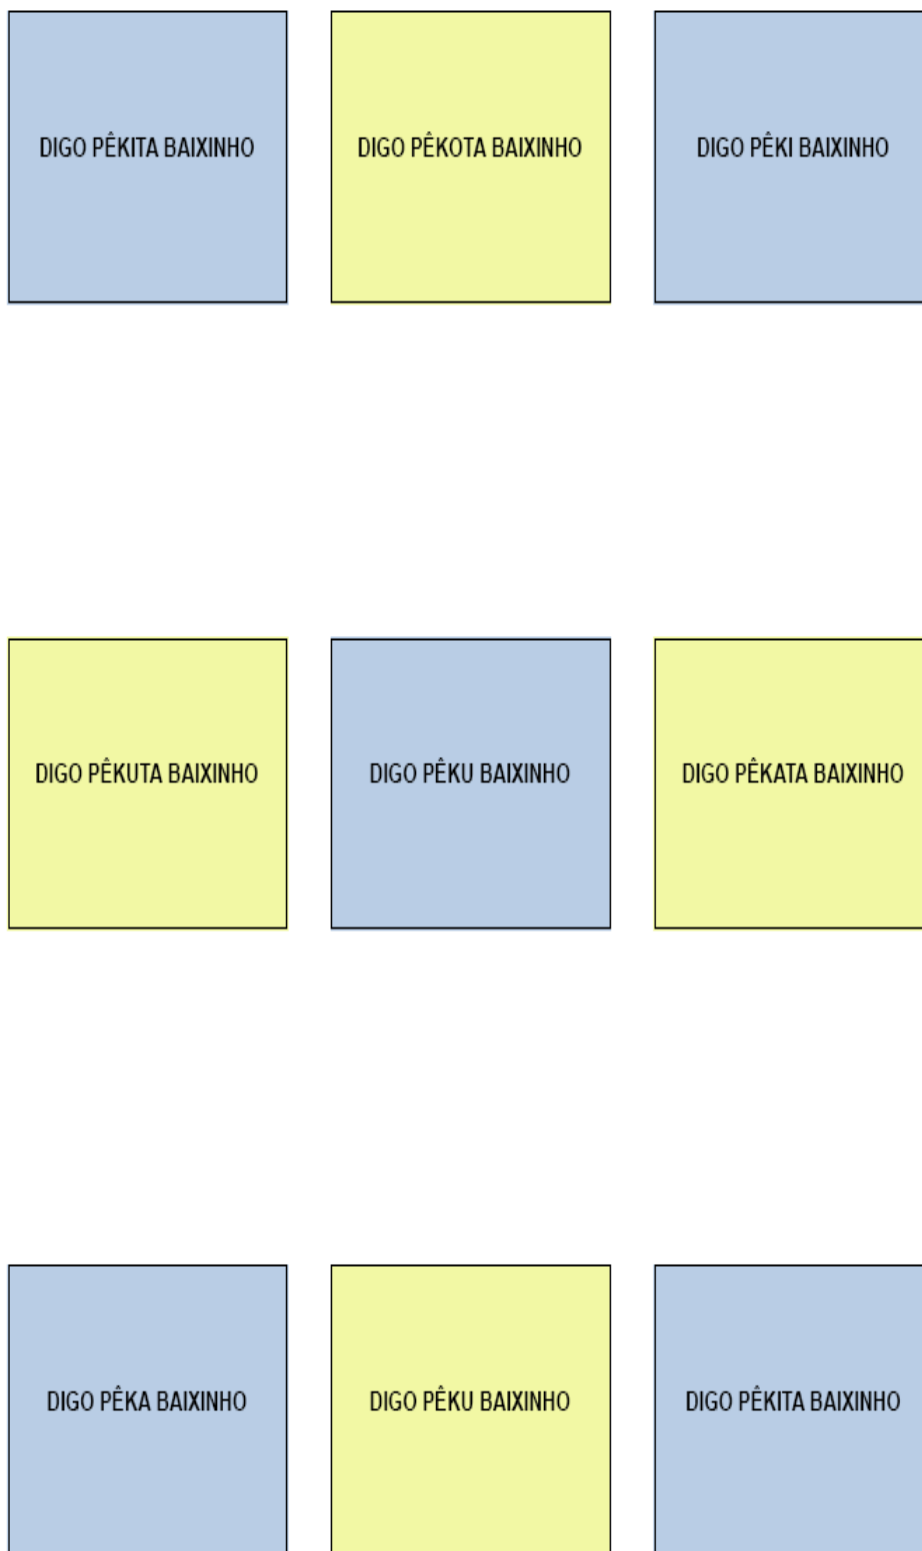 DIGO PÊKITA BAIXINHO
DIGO PÊKOTA BAIXINHO
DIGO PÊKI BAIXINHO
DIGO PÊKUTA BAIXINHO
DIGO PÊKU BAIXINHO
DIGO PÊKATA BAIXINHO
DIGO PÊKA BAIXINHO
DIGO PÊKU BAIXINHO
DIGO PÊKITA BAIXINHO